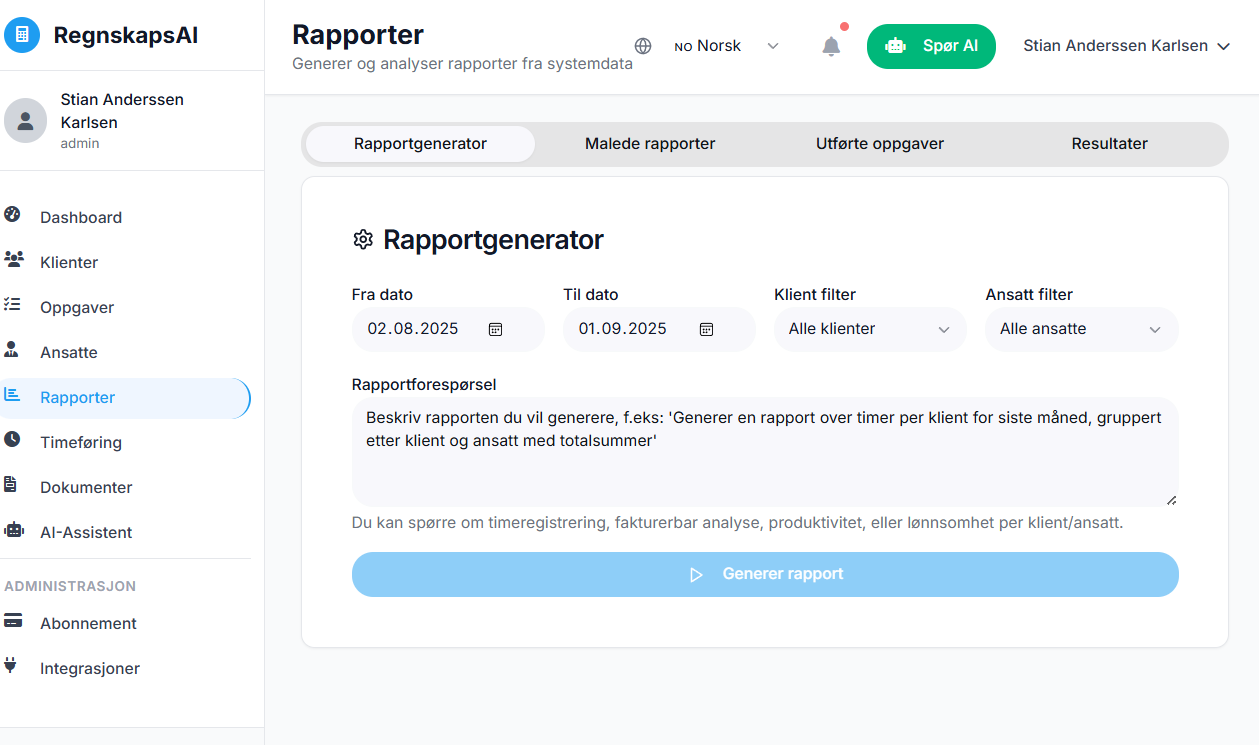 RegnskapsAI
Stian Anderssen
Karlsen
admin
Dashboard
Klienter
Oppgaver
Ansatte
Rapporter
Timeføring
Dokumenter
AI-Assistent
ADMINISTRASJON
Abonnement
Integrasjoner
Rapporter
Generer og analyser rapporter fra systemdata
NO Norsk
Spør AI
Stian Anderssen Karlsen
Rapportgenerator
Malede rapporter
Utførte oppgaver
Resultater
Rapportgenerator
Fra dato
Til dato
Klient filter
Ansatt filter
02.08.2025
01.09.2025
Alle klienter
Alle ansatte
Rapportforespørsel
Beskriv rapporten du vil generere, f.eks: 'Generer en rapport over timer per klient for siste måned, gruppert
etter klient og ansatt med totalsummer'
Du kan spørre om timeregistrering, fakturerbar analyse, produktivitet, eller lønnsomhet per klient/ansatt.
Generer rapport